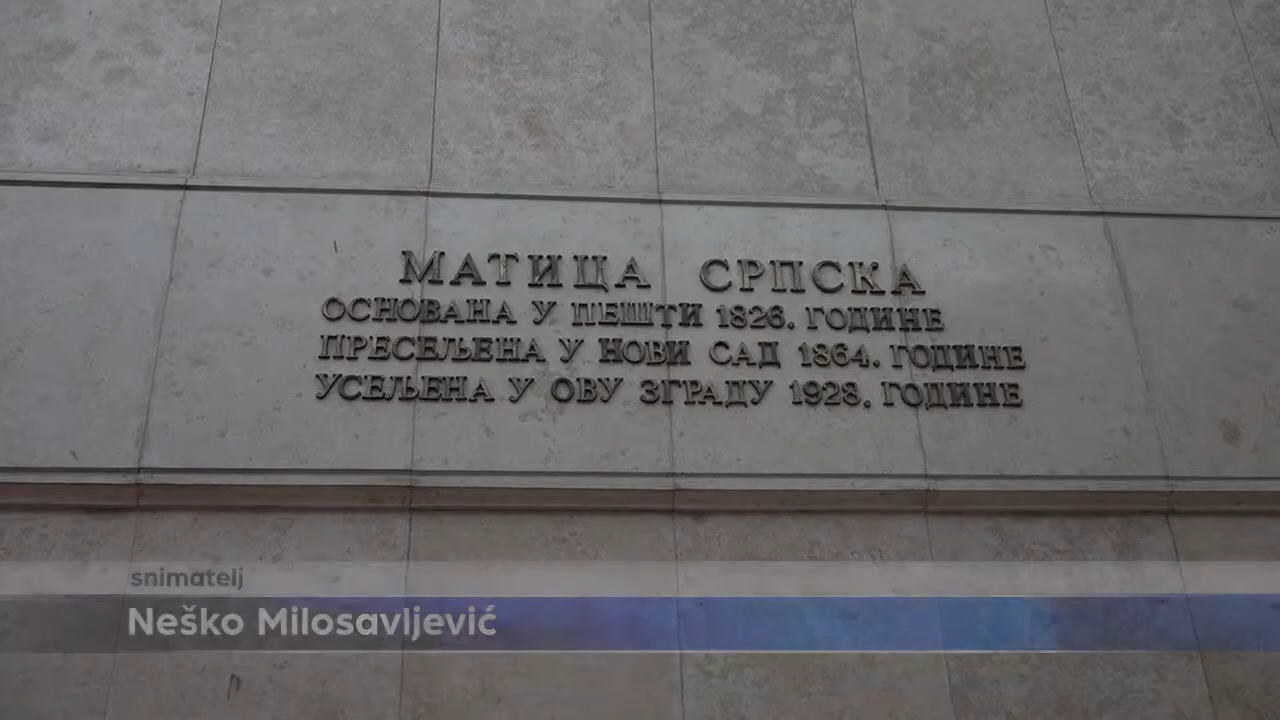 МАТИЦА СРПСКА
ОСНОВАНА У ПЕШТИ 1826. ГОДИНЕ
ПРЕСЕЉЕНА У НОВИ САД 1864. ГОДИНЕ
УСЕЉЕНА У ОВУ ЗГРАДУ 1928. ГОДИНЕ
snimatelj
Neško Milosavljević